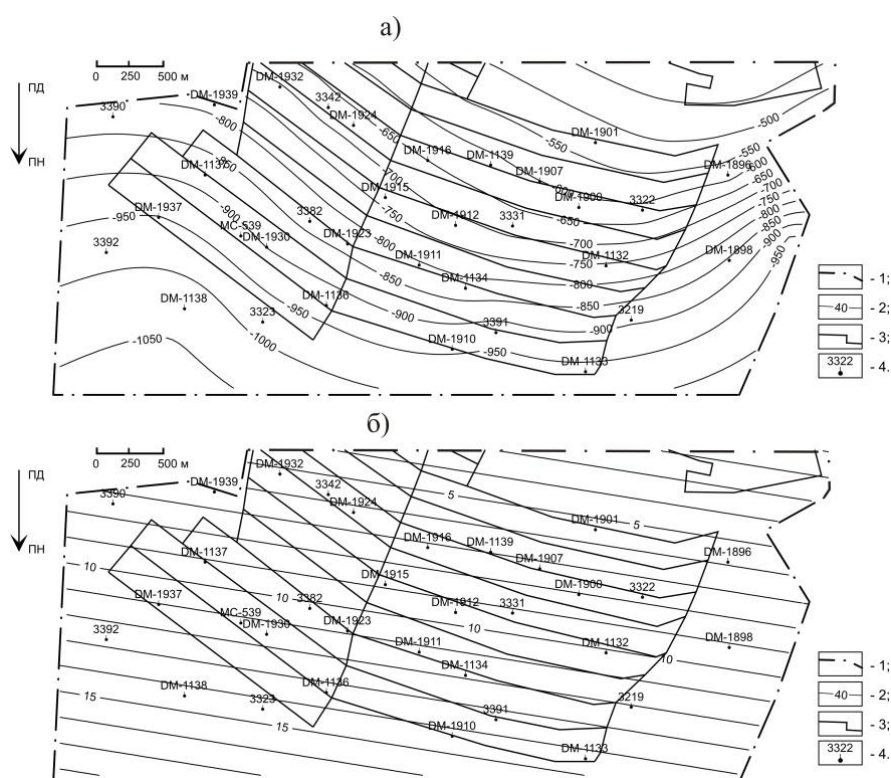 а)
0 250 500 м
ПД
ПН
DM-1932
DM-1939
3390
-800
3342
DM-1924
-650
-500
DM-1901
-550
-550
DM-1916
DM-1139
DM-1896
-600
-850
DM-1137
DM-1907
-650
-700
-600
-700
DM-1915
DM-1900
3322
-750
-900
-650
-800
-950
DM-1937
3382
-750
DM-1912
3331
-850
МС-539
-900
3392
DM-1930
DM-1923
-800
-700
DM-1898
-950
DM-1911
-750
DM-1132
-850
DM-1134
-800
DM-1138
DM-1136
-850
-950
3323
-900
3219
-900
-1050
-1000
3391
DM-1910
-950
DM-1133
- 1;
40
- 2;
- 3;
3322
- 4.
б)
0 250 500 м
ПД
ПН
DM-1932
DM-1939
3342
3390
5
DM-1924
DM-1901
5
DM-1916
DM-1139
DM-1137
DM-1907
DM-1896
10
DM-1915
DM-1900
3322
DM-1937
10
3382
DM-1912
3331
МС-539
10
3392
DM-1930
DM-1923
DM-1898
DM-1911
DM-1132
10
DM-1134
DM-1138
DM-1136
15
3323
3219
15
3391
DM-1910
DM-1133
- 1;
40
- 2;
- 3;
3322
- 4.